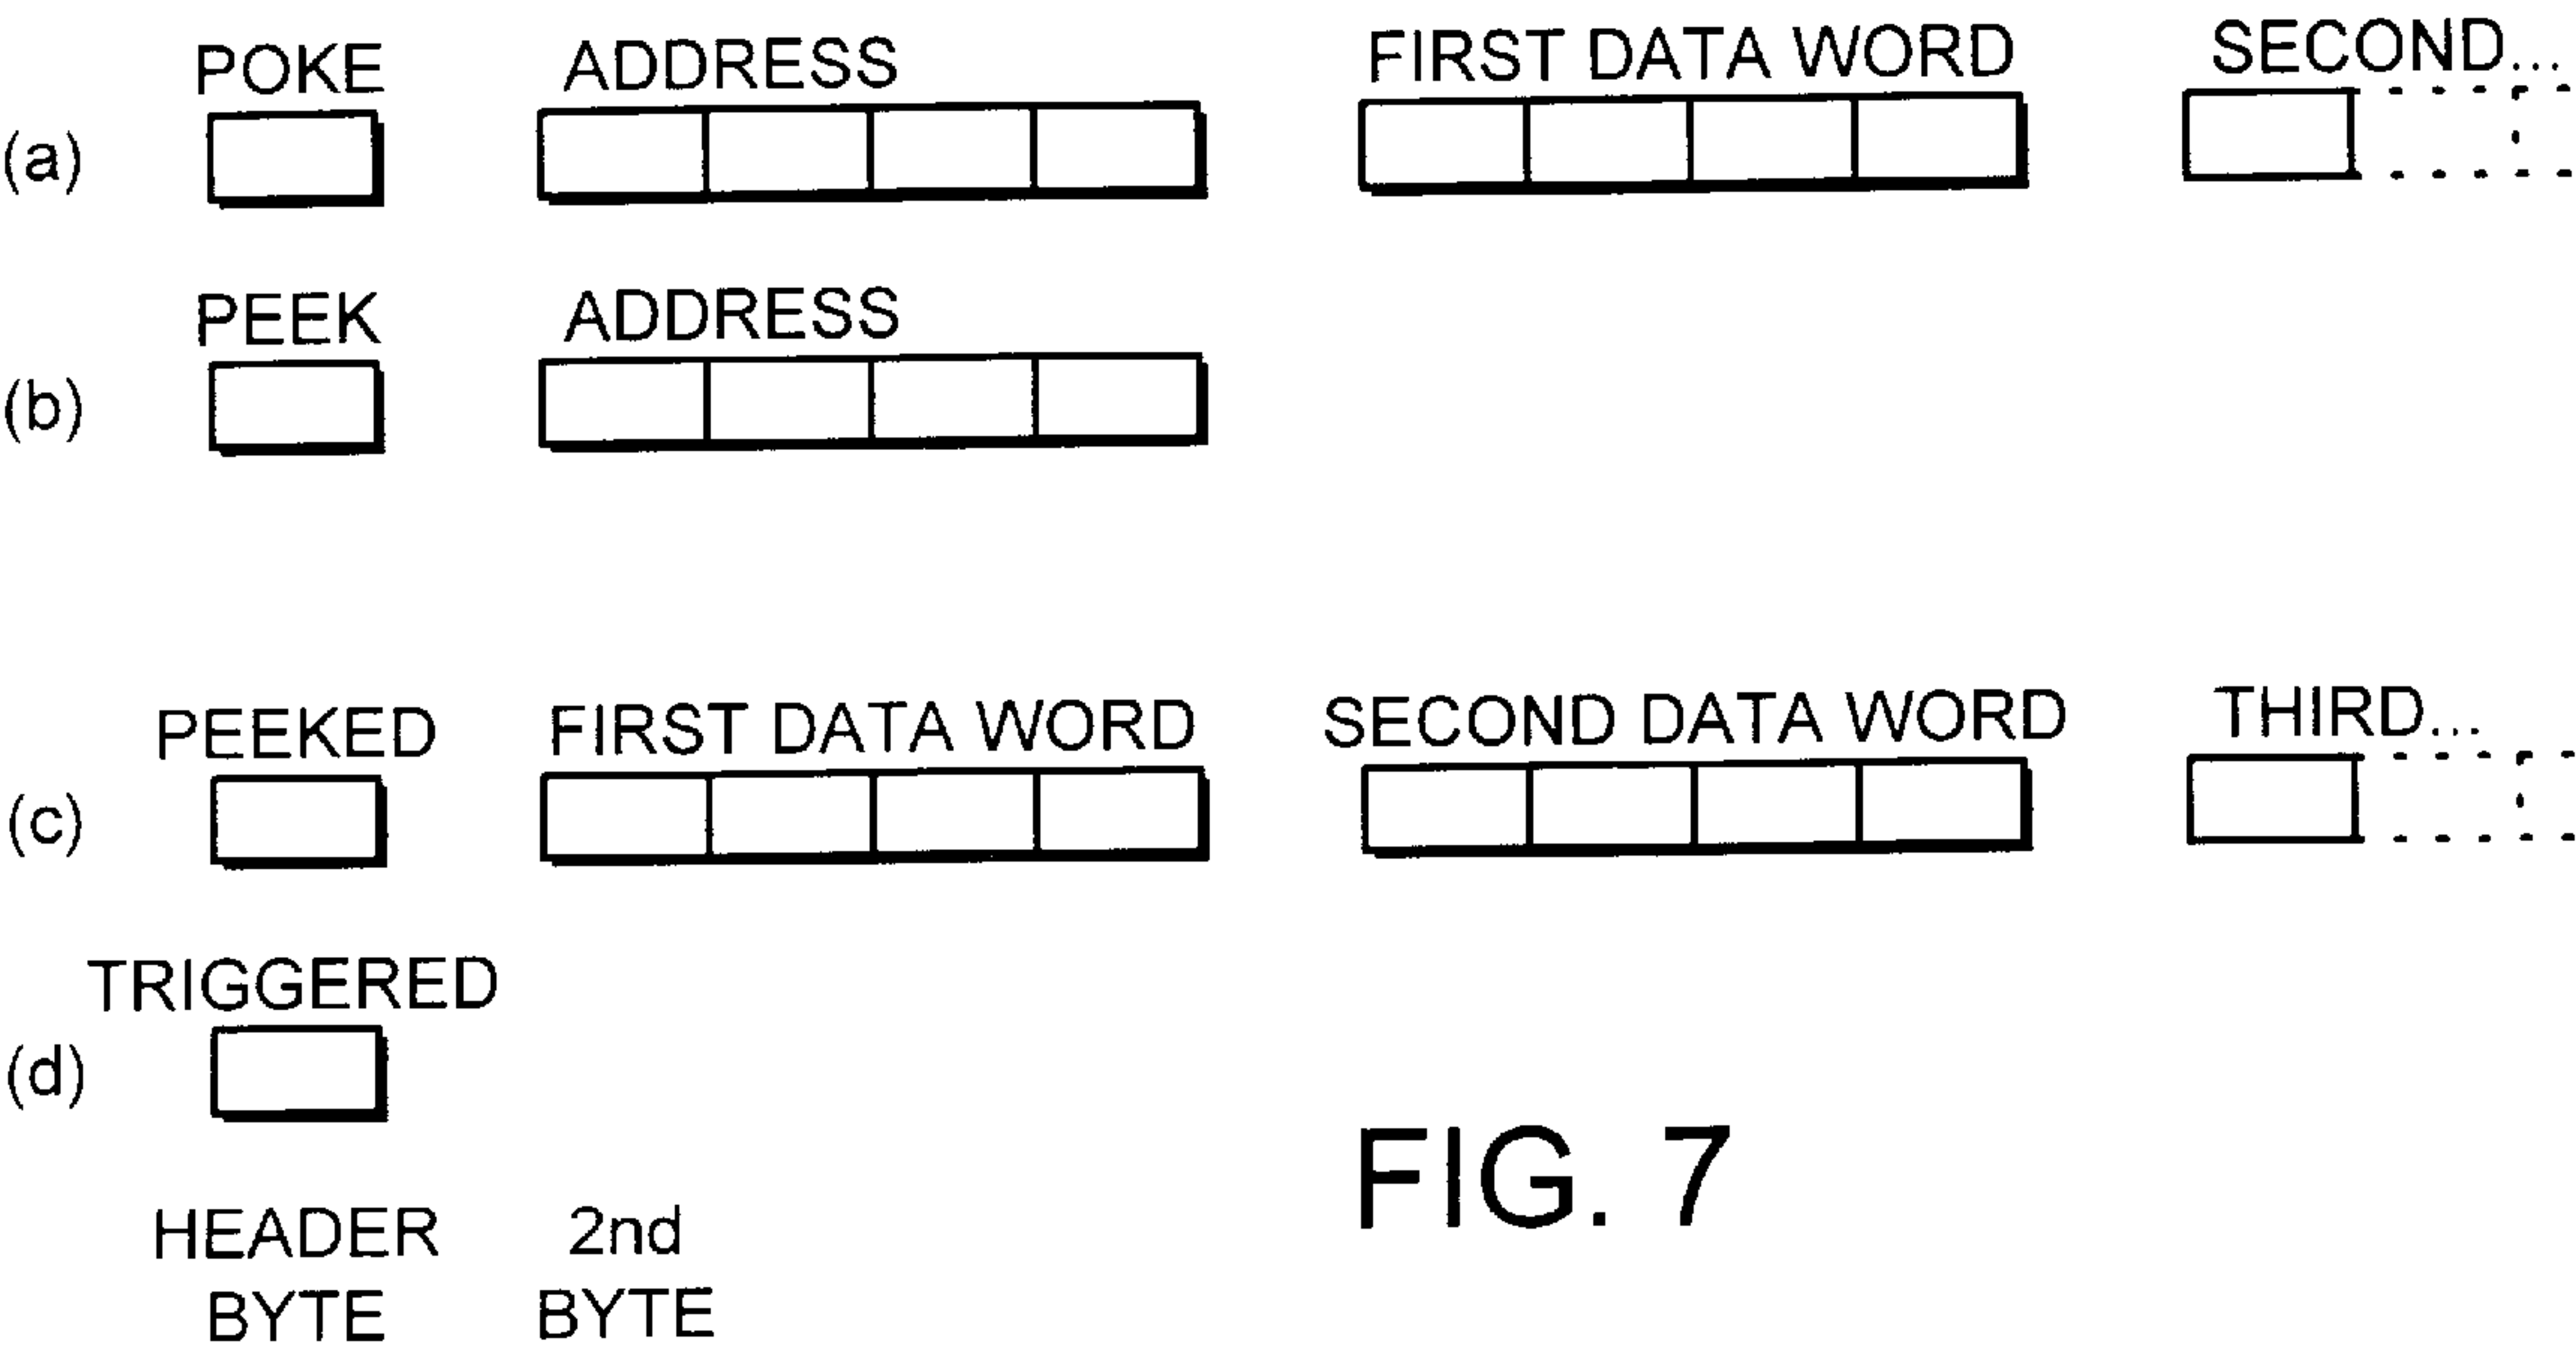 POKE ADDRESS FIRST DATA WORD SECOND...
(a)
PEEK ADDRESS
(b)
PEEKED FIRST DATA WORD SECOND DATA WORD THIRD...
(c)
TRIGGERED
(d)
FIG. 7
HEADER 2nd
BYTE BYTE